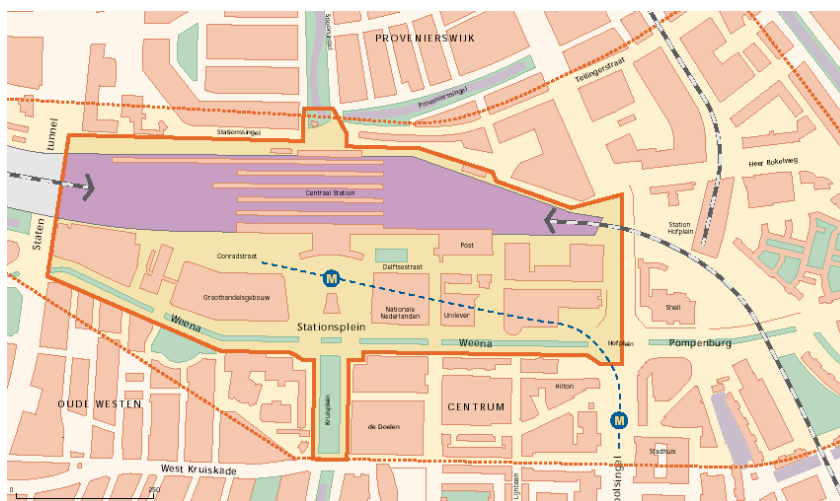 PROVENIERSWIJK
Spoorsingel
Teilingerstraat
Provenierssingel
Stationssingel
tunnel
Heer Bokelweg
Centraal Station
Staten
Station
Hofplein
Post
Conradstraat
Delftsestraat
M
Groothandelsgebouw
Nationale
Nederlanden
Unilever
Shell
Weena
Stationsplein
Weena
Hofplein
Pompenburg
Hilton
OUDE WESTEN
Kruisplein
CENTRUM
de Doelen
M
Stadhuis
West Kruiskade
Lijnbaan
oolsingel
0
250